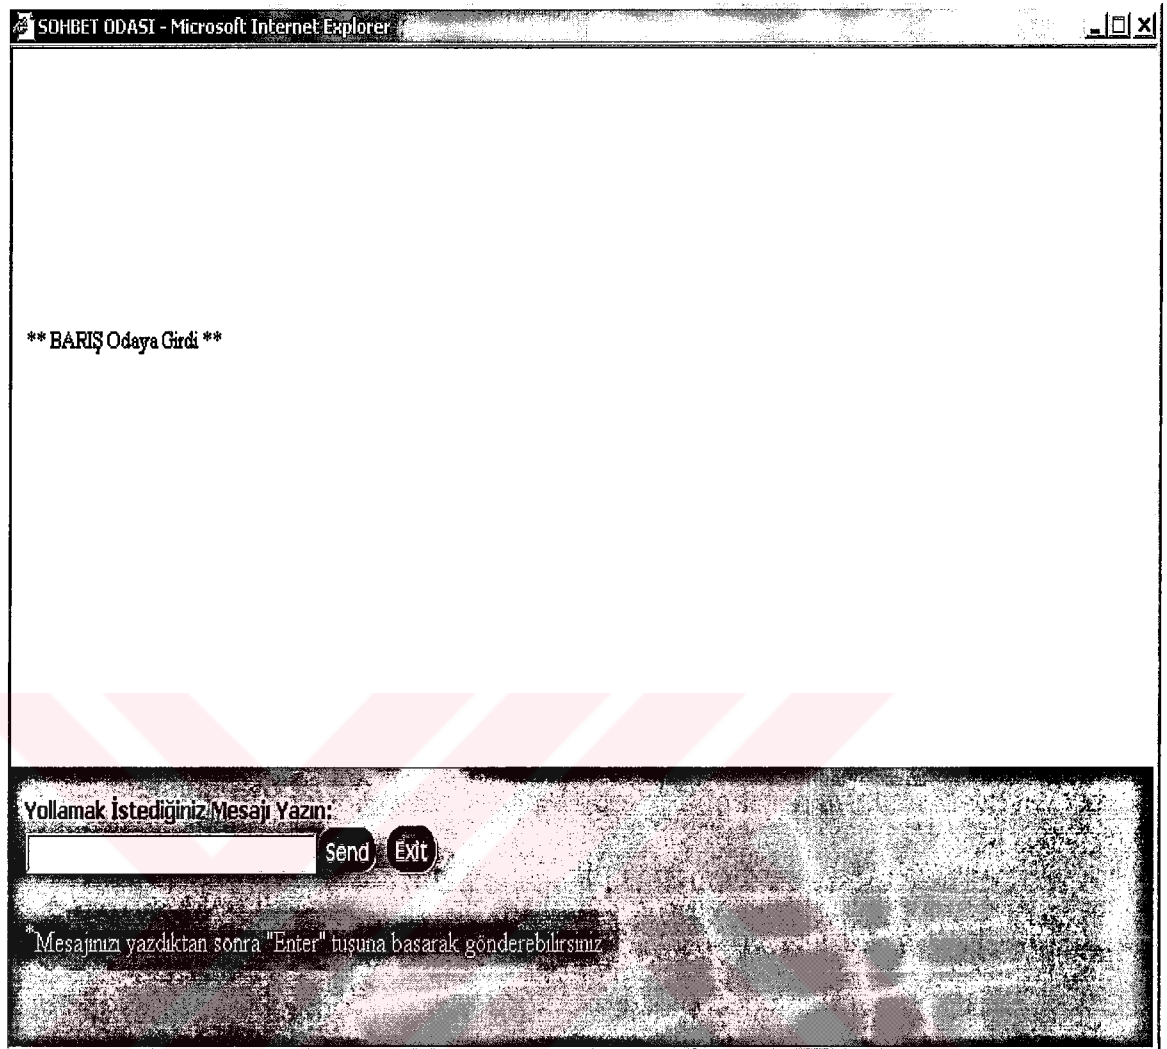 SOHBET ODASI - Microsoft Internet Explorer
** BARIŞ Odaya Girdi **
Yollamak İstediğiniz Mesajı Yazın:
Send Exit
*Mesajınızı yazdıktan sonra "Enter" tuşuna basarak gönderebilirsiniz